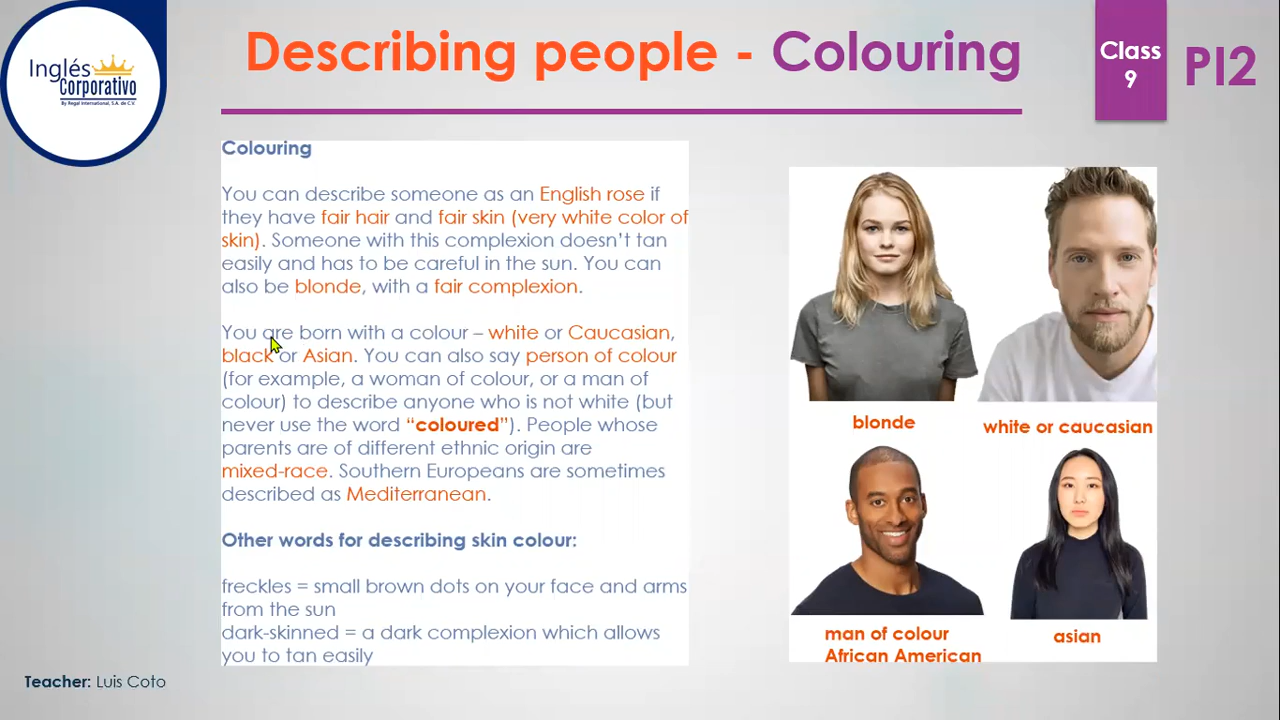 Inglés
Corporativo
By Regal International, S.A. de C.V.
Describing people - Colouring
Class
9
PI2
Colouring
You can describe someone as an English rose if
they have fair hair and fair skin (very white color of
skin). Someone with this complexion doesn’t tan
easily and has to be careful in the sun. You can
also be blonde, with a fair complexion.
You are born with a colour – white or Caucasian,
black or Asian. You can also say person of colour
(for example, a woman of colour, or a man of
colour) to describe anyone who is not white (but
never use the word “coloured”). People whose
parents are of different ethnic origin are
mixed-race. Southern Europeans are sometimes
described as Mediterranean.
Other words for describing skin colour:
freckles = small brown dots on your face and arms
from the sun
dark-skinned = a dark complexion which allows
you to tan easily
blonde
white or caucasian
man of colour
African American
asian
Teacher: Luis Coto